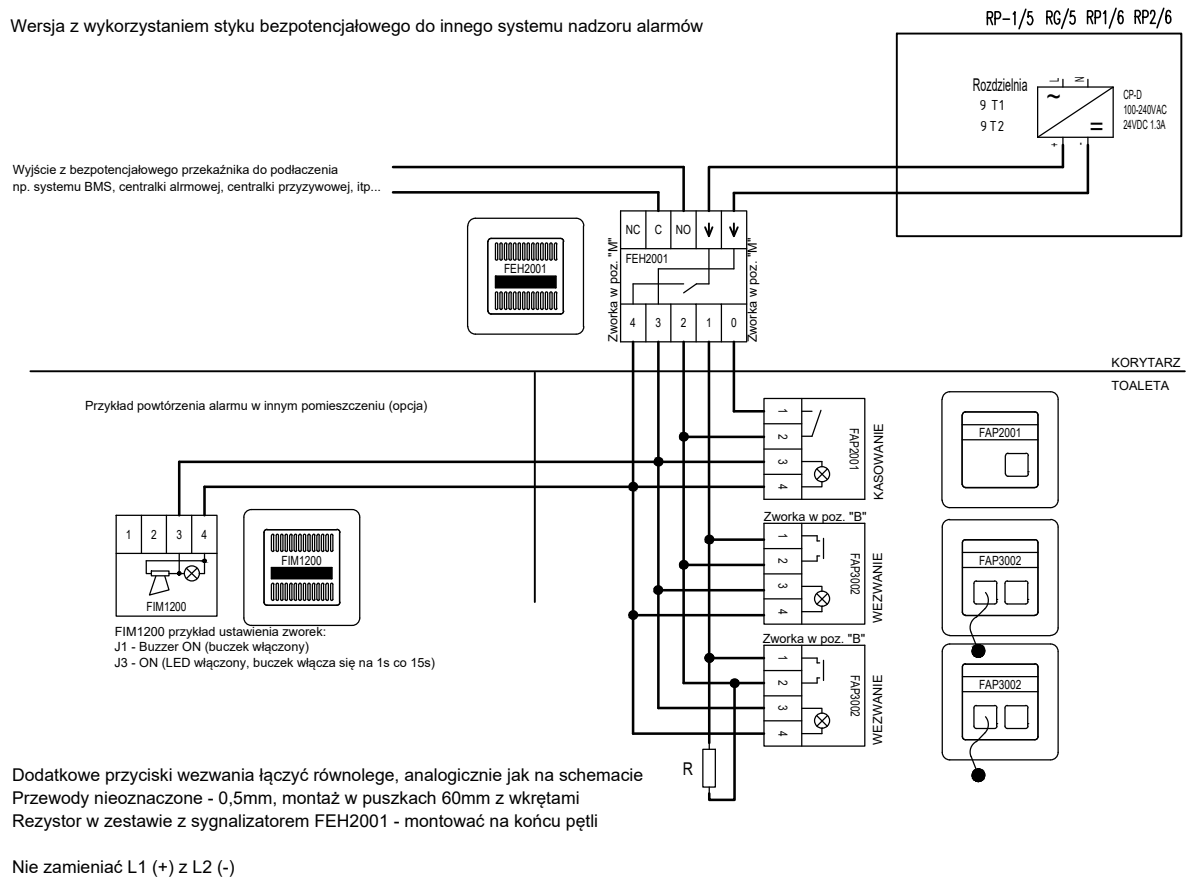 Wersja z wykorzystaniem styku bezpotencjałowego do innego systemu nadzoru alarmów
RP-1/5 RG/5 RP1/6 RP2/6
Rozdzielnia
9 T1
9 T2
L N
~
=
+ -
CP-D
100-240VAC
24VDC 1.3A
Wyjście z bezpotencjałowego przekaźnika do podłaczenia
np. systemu BMS, centralki alrmowej, centralki przyzywowej, itp...
FEH2001
Zworka w poz. "M"
NC C NO
FEH2001
4 3 2 1 0
Zworka w poz. "M"
KORYTARZ
TOALETA
Przykład powtórzenia alarmu w innym pomieszczeniu (opcja)
1
2
3
4
FAP2001
KASOWANIE
FAP2001
Zworka w poz. "B"
1
2
3
4
FAP3002
WEZWANIE
FAP3002
1 2 3 4
FIM1200
FIM1200
FIM1200 przykład ustawienia zworek:
J1 - Buzzer ON (buczek włączony)
J3 - ON (LED włączony, buczek włącza się na 1s co 15s)
Zworka w poz. "B"
1
2
3
4
FAP3002
WEZWANIE
FAP3002
R
Dodatkowe przyciski wezwania łączyć równolege, analogicznie jak na schemacie
Przewody nieoznaczone - 0,5mm, montaż w puszkach 60mm z wkrętami
Rezystor w zestawie z sygnalizatorem FEH2001 - montować na końcu pętli
Nie zamieniać L1 (+) z L2 (-)